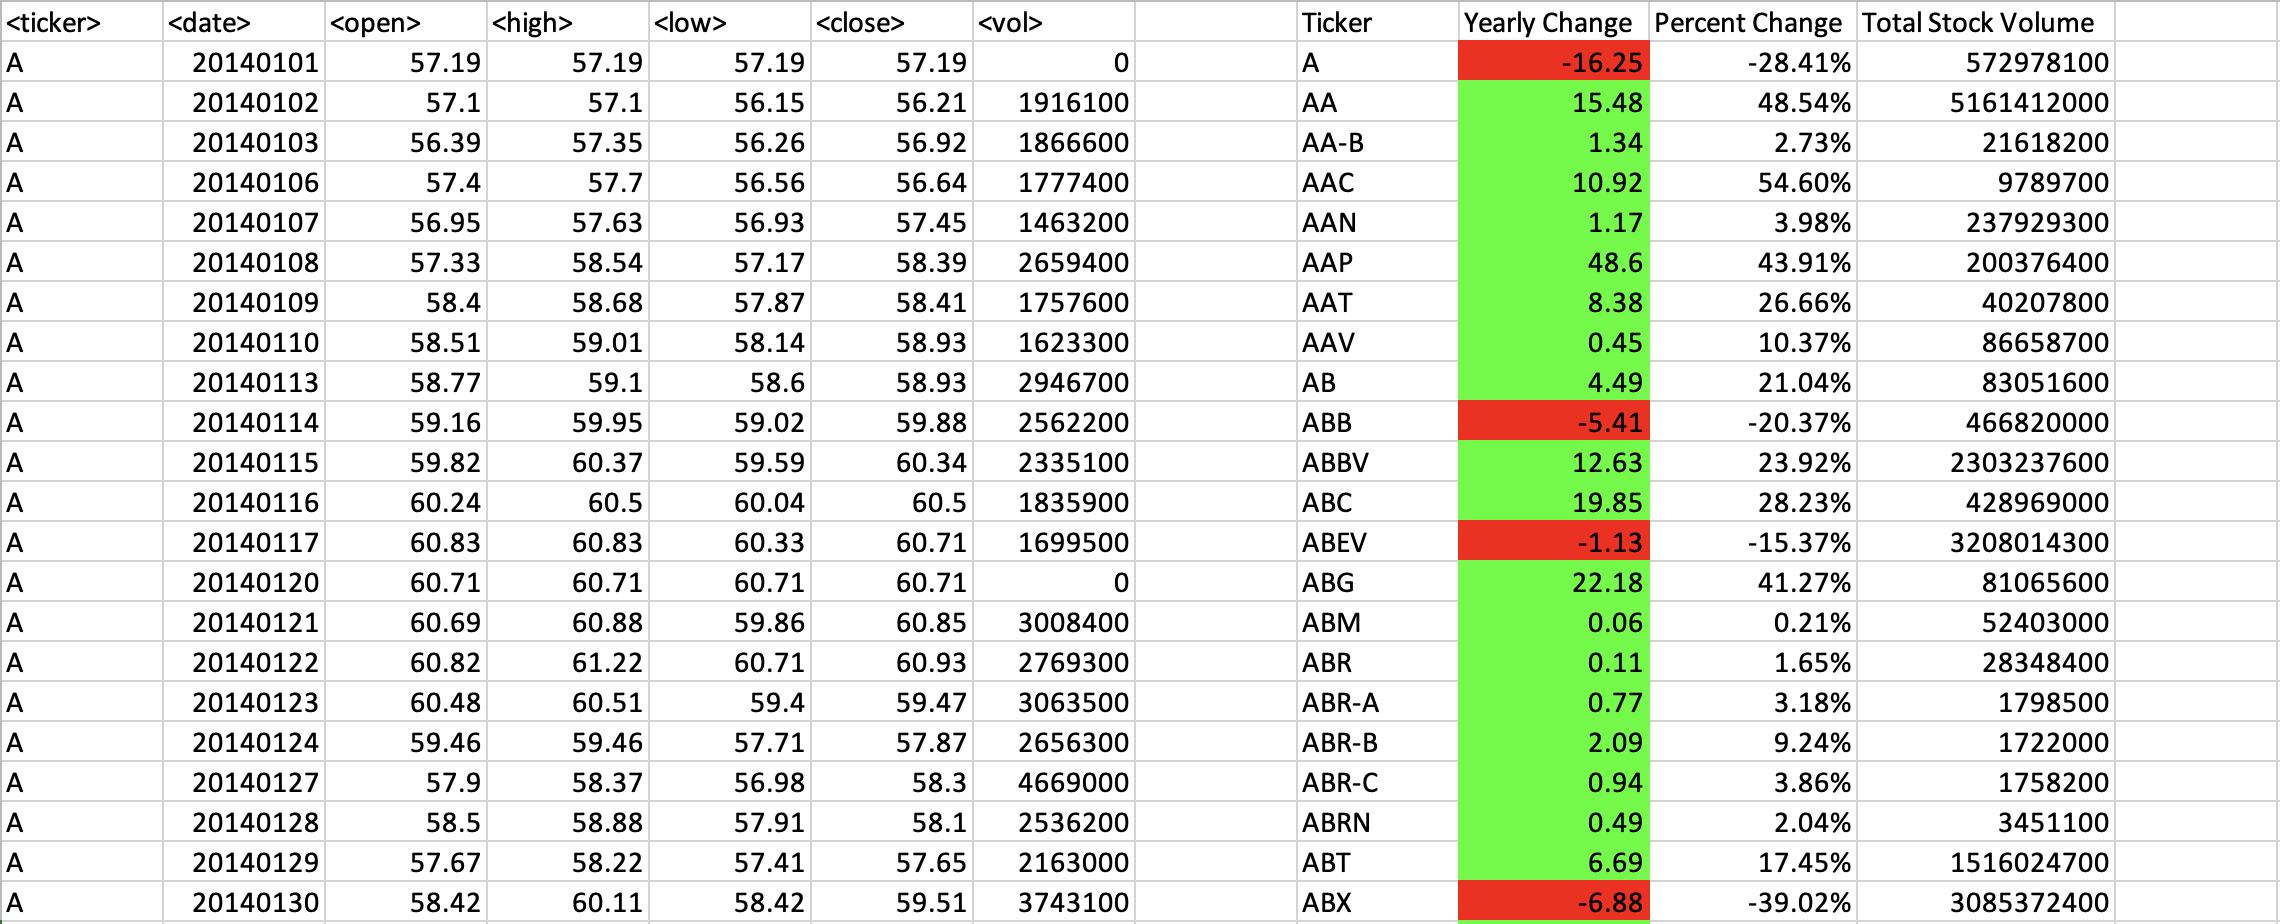 <ticker> <date> <open> <high> <low> <close> <vol> Ticker Yearly Change Percent Change Total Stock Volume
A 20140101 57.19 57.19 57.19 57.19 0 A -16.25 -28.41% 572978100
A 20140102 57.1 57.1 56.15 56.21 1916100 AA 15.48 48.54% 5161412000
A 20140103 56.39 57.35 56.26 56.92 1866600 AA-B 1.34 2.73% 21618200
A 20140106 57.4 57.7 56.56 56.64 1777400 AAC 10.92 54.60% 9789700
A 20140107 56.95 57.63 56.93 57.45 1463200 AAN 1.17 3.98% 237929300
A 20140108 57.33 58.54 57.17 58.39 2659400 AAP 48.6 43.91% 200376400
A 20140109 58.4 58.68 57.87 58.41 1757600 AAT 8.38 26.66% 40207800
A 20140110 58.51 59.01 58.14 58.93 1623300 AAV 0.45 10.37% 86658700
A 20140113 58.77 59.1 58.6 58.93 2946700 AB 4.49 21.04% 83051600
A 20140114 59.16 59.95 59.02 59.88 2562200 ABB -5.41 -20.37% 466820000
A 20140115 59.82 60.37 59.59 60.34 2335100 ABBV 12.63 23.92% 2303237600
A 20140116 60.24 60.5 60.04 60.5 1835900 ABC 19.85 28.23% 428969000
A 20140117 60.83 60.83 60.33 60.71 1699500 ABEV -1.13 -15.37% 3208014300
A 20140120 60.71 60.71 60.71 60.71 0 ABG 22.18 41.27% 81065600
A 20140121 60.69 60.88 59.86 60.85 3008400 ABM 0.06 0.21% 52403000
A 20140122 60.82 61.22 60.71 60.93 2769300 ABR 0.11 1.65% 28348400
A 20140123 60.48 60.51 59.4 59.47 3063500 ABR-A 0.77 3.18% 1798500
A 20140124 59.46 59.46 57.71 57.87 2656300 ABR-B 2.09 9.24% 1722000
A 20140127 57.9 58.37 56.98 58.3 4669000 ABR-C 0.94 3.86% 1758200
A 20140128 58.5 58.88 57.91 58.1 2536200 ABRN 0.49 2.04% 3451100
A 20140129 57.67 58.22 57.41 57.65 2163000 ABT 6.69 17.45% 1516024700
A 20140130 58.42 60.11 58.42 59.51 3743100 ABX -6.88 -39.02% 3085372400